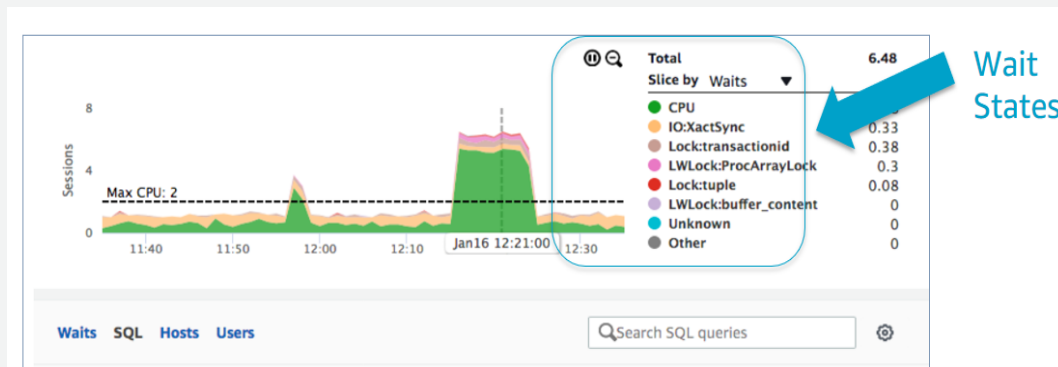 Total 6.48
Slice by Waits
CPU
IO:XactSync 0.33
Lock:transactionid 0.38
LWLock:ProcArrayLock 0.3
Lock:tuple 0.08
LWLock:buffer_content 0
Unknown 0
Other 0
Wait
States
Sessions
8
4
0
Max CPU: 2
11:40 11:50 12:00 12:10 Jan16 12:21:00 12:30
Waits SQL Hosts Users Search SQL queries